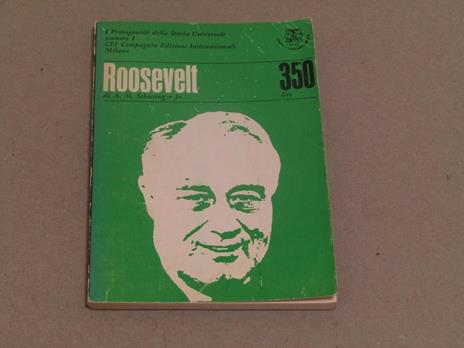 I Protagonisti della Storia Universale
numero 1
CEI Compagnia Edizioni Internazionali
Milano
Roosevelt
di A. M. Schlesinger Jr.
350
lire